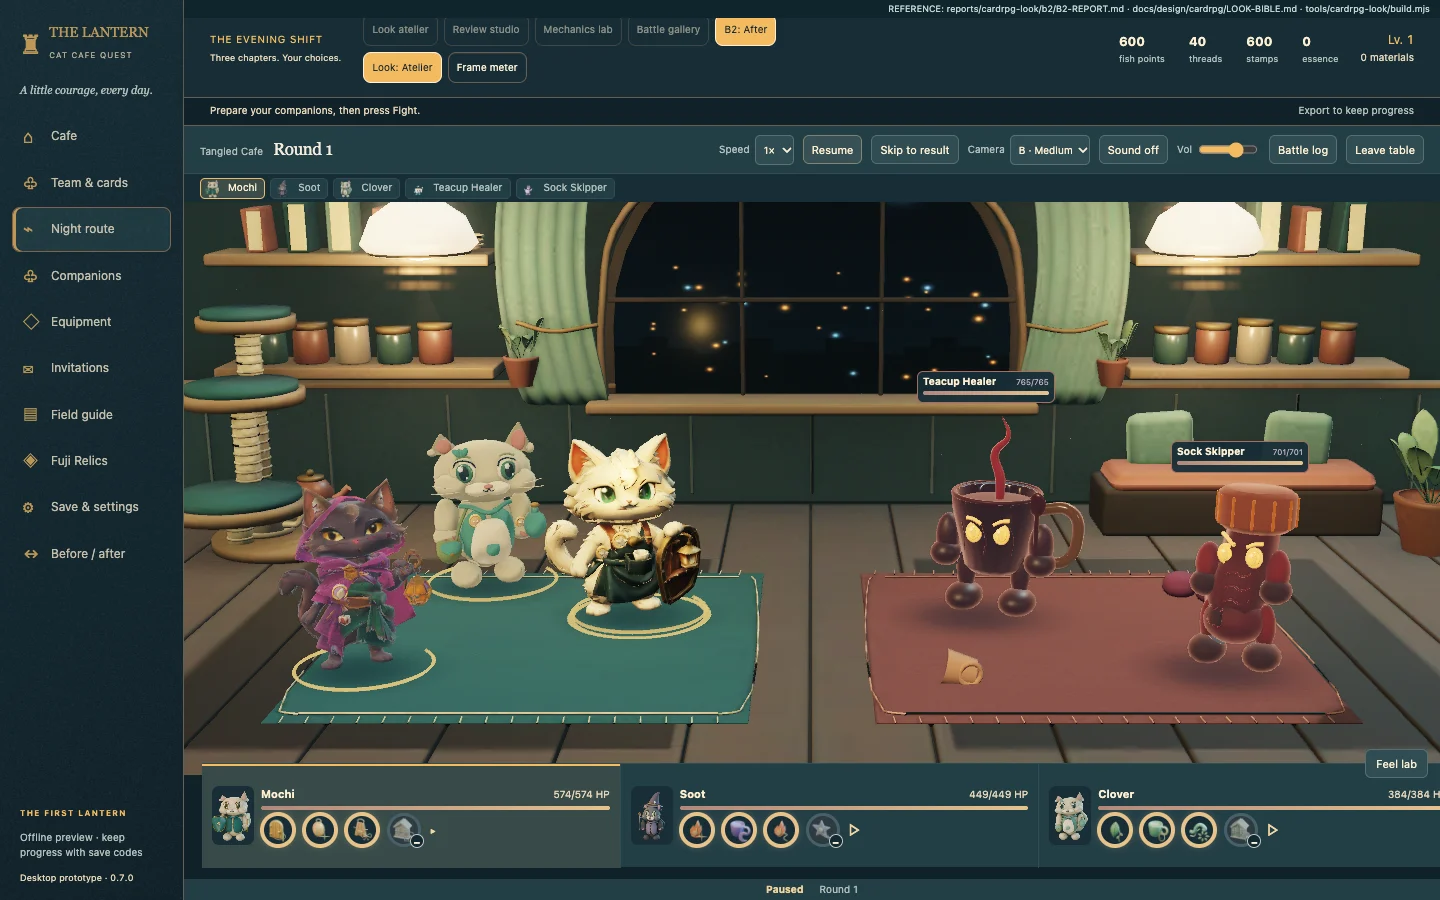 REFERENCE: reports/cardrpg-look/b2/B2-REPORT.md · docs/design/cardrpg/LOOK-BIBLE.md · tools/cardrpg-look/build.mjs
THE LANTERN
CAT CAFE QUEST
A little courage, every day.
Cafe
Team & cards
Night route
Companions
Equipment
Invitations
Field guide
Fuji Relics
Save & settings
Before / after
THE FIRST LANTERN
Offline preview · keep
progress with save codes
Desktop prototype · 0.7.0
THE EVENING SHIFT
Three chapters. Your choices.
Look atelier
Review studio
Mechanics lab
Battle gallery
B2: After
Look: Atelier
Frame meter
600
fish points
40
threads
600
stamps
0
essence
Lv. 1
0 materials
Prepare your companions, then press Fight.
Export to keep progress
Tangled Cafe
Round 1
Speed
1×
Resume
Skip to result
Camera
B · Medium
Sound off
Vol
Battle log
Leave table
Mochi
Soot
Clover
Teacup Healer
Sock Skipper
Teacup Healer 765/765
Sock Skipper 701/701
Feel lab
Mochi 574/574 HP
Soot 449/449 HP
Clover 384/384 H
Paused Round 1